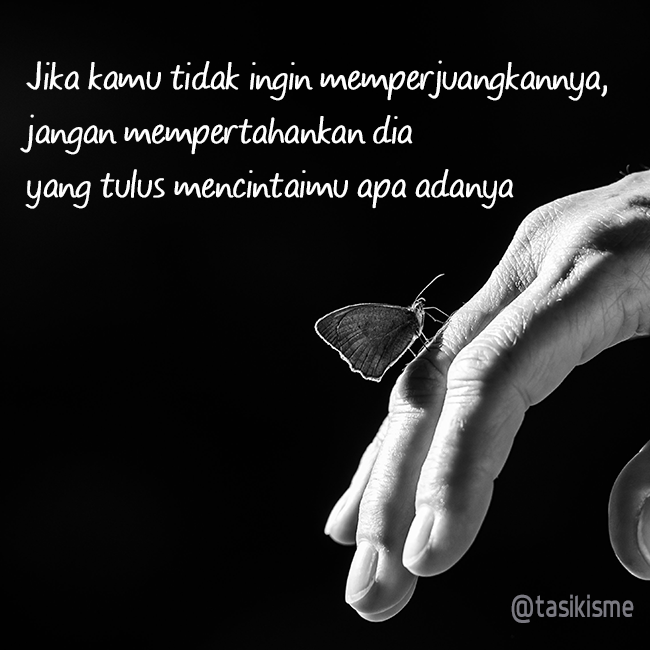 Jika kamu tidak ingin memperjuangkannya,
jangan mempertahankan dia
yang tulus mencintaimu apa adanya
@tasikisme